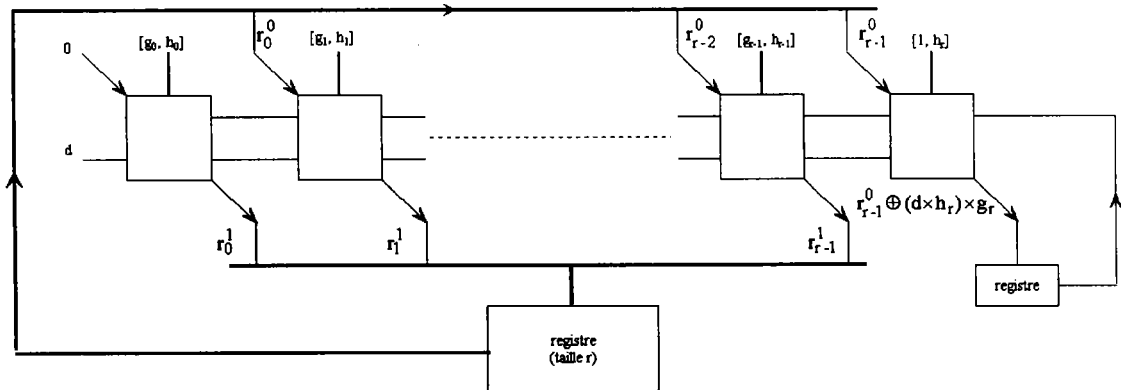 0
[g₀, h₀]
r₀⁰
[g₁, h₁]
r⁰ᵣ₋₂
[gᵣ₋₁, hᵣ₋₁]
r⁰ᵣ₋₁
{1, hᵣ]
d
r₀¹
r₁¹
r¹ᵣ₋₁
r⁰ᵣ₋₁ ⊕ (d×hᵣ)×gᵣ
registre
registre
(taille r)